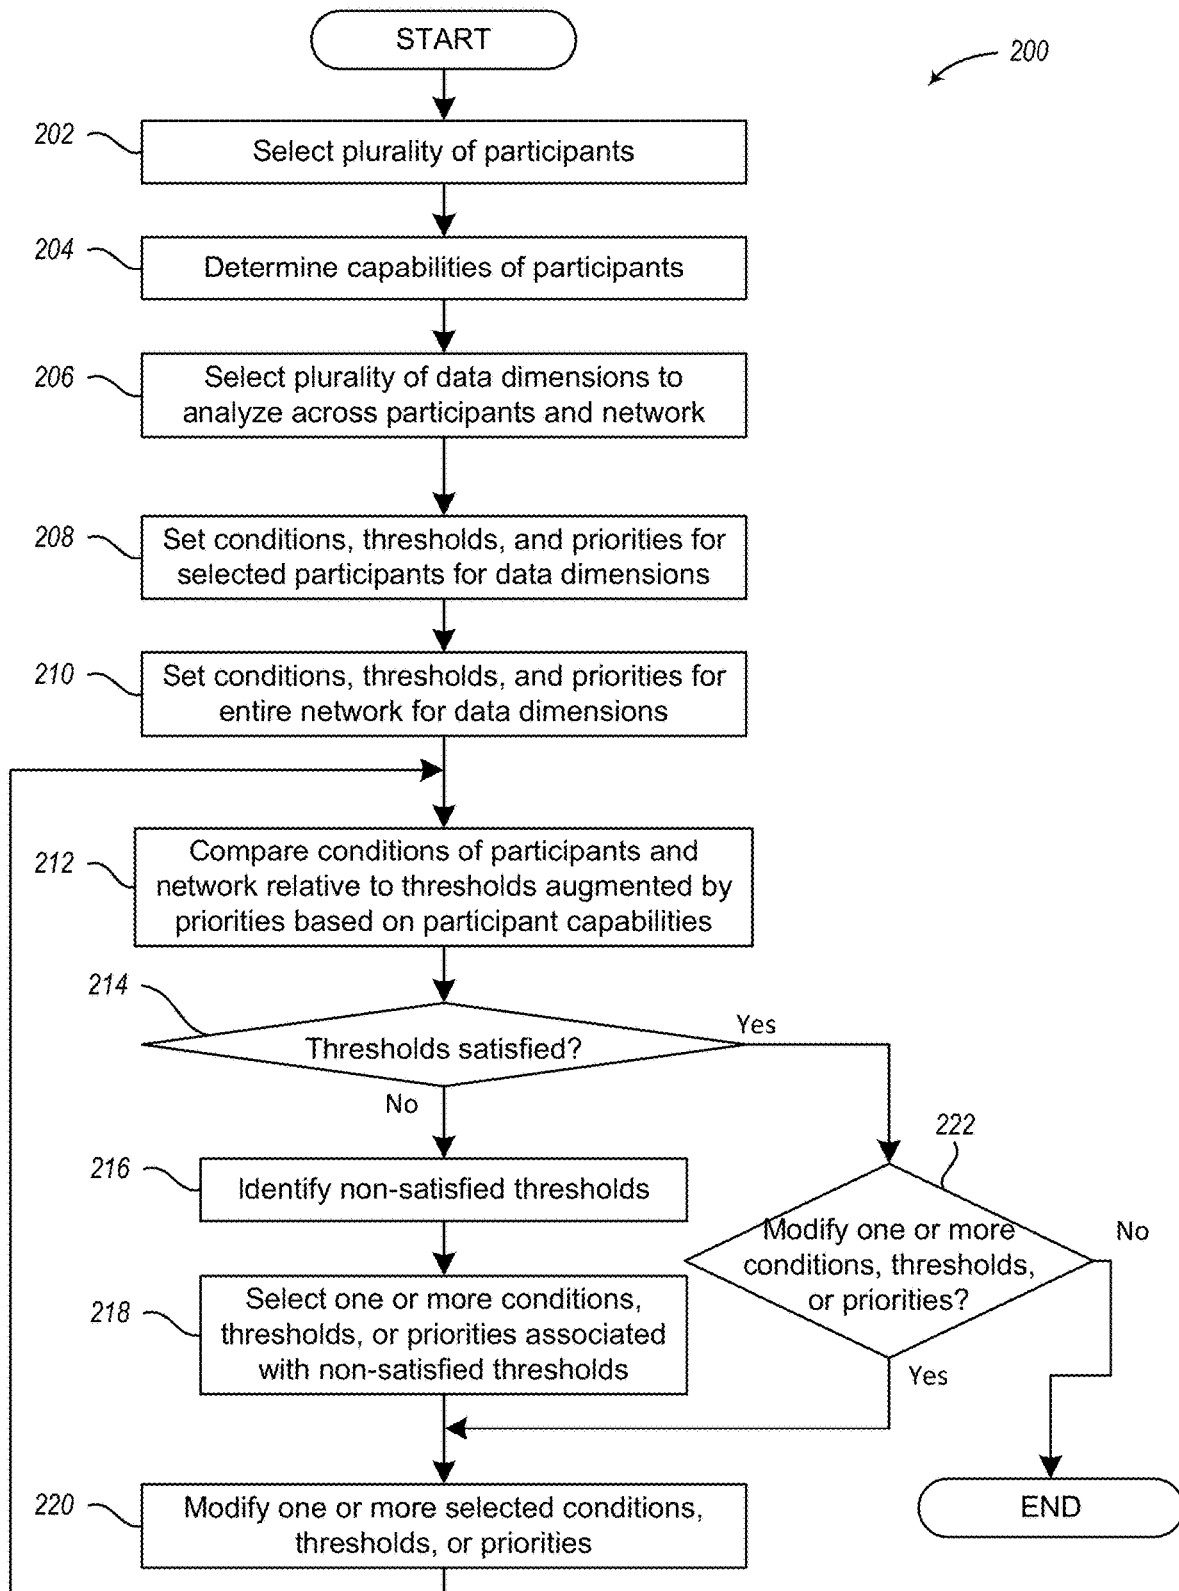 START
200
202
Select plurality of participants
204
Determine capabilities of participants
206
Select plurality of data dimensions to
analyze across participants and network
208
Set conditions, thresholds, and priorities for
selected participants for data dimensions
210
Set conditions, thresholds, and priorities for
entire network for data dimensions
212
Compare conditions of participants and
network relative to thresholds augmented by
priorities based on participant capabilities
214
Thresholds satisfied?
Yes
No
216
Identify non-satisfied thresholds
222
Modify one or more
conditions, thresholds,
or priorities?
No
Yes
218
Select one or more conditions,
thresholds, or priorities associated
with non-satisfied thresholds
220
Modify one or more selected conditions,
thresholds, or priorities
END